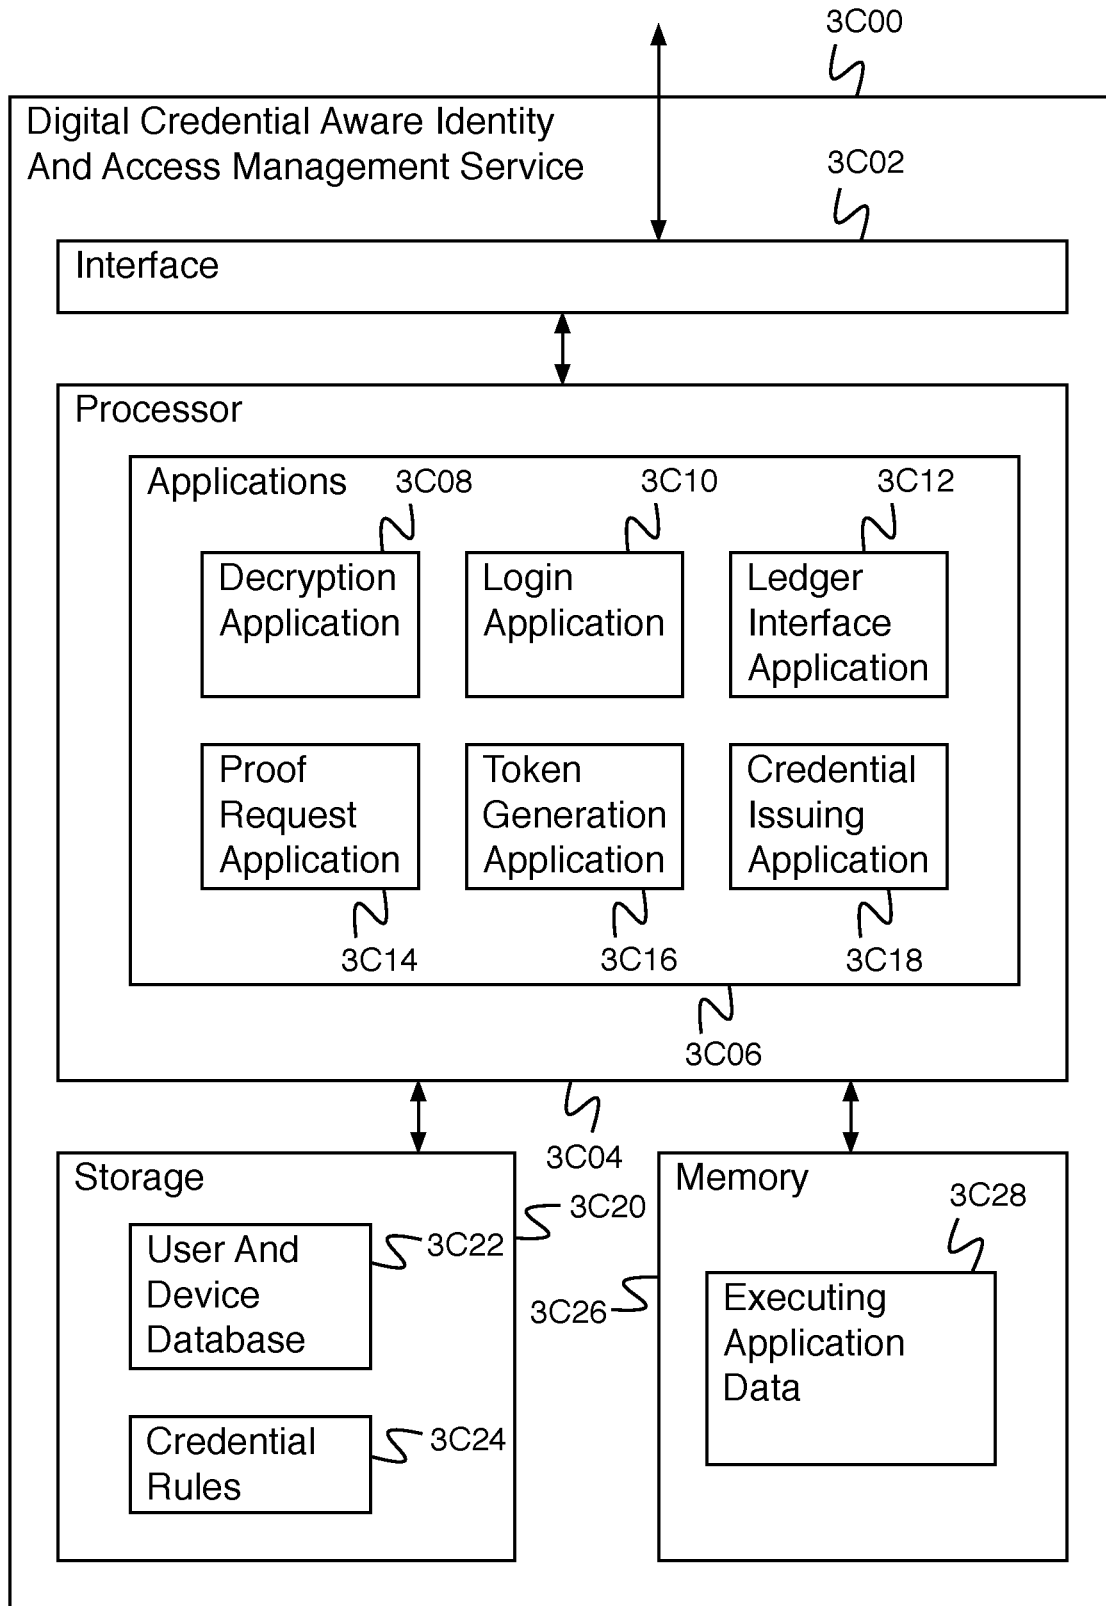 3C00
Digital Credential Aware Identity
And Access Management Service
3C02
Interface
Processor
Applications
3C08
3C10
3C12
Decryption
Application
Login
Application
Ledger
Interface
Application
Proof
Request
Application
Token
Generation
Application
Credential
Issuing
Application
3C14
3C16
3C18
3C06
3C04
Storage
3C20
User And
Device
Database
3C22
Credential
Rules
3C24
Memory
3C28
3C26
Executing
Application
Data